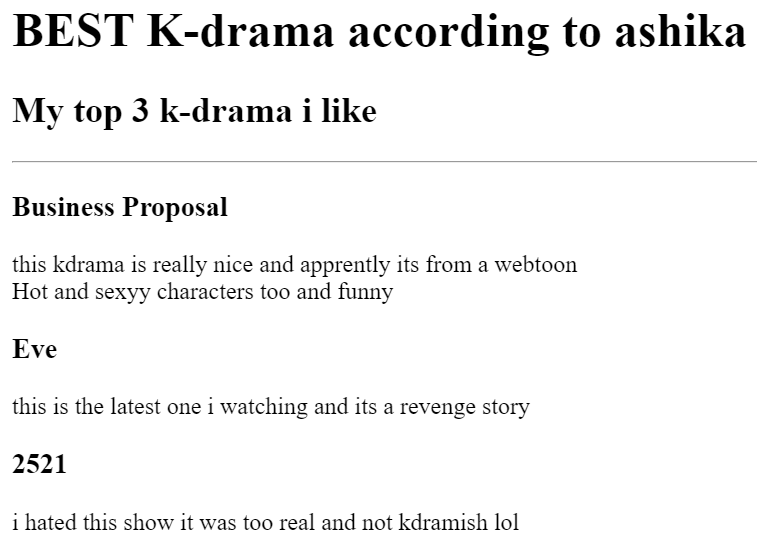 BEST K-drama according to ashika
My top 3 k-drama i like
Business Proposal
this kdrama is really nice and apprently its from a webtoon
Hot and sexyy characters too and funny
Eve
this is the latest one i watching and its a revenge story
2521
i hated this show it was too real and not kdramish lol